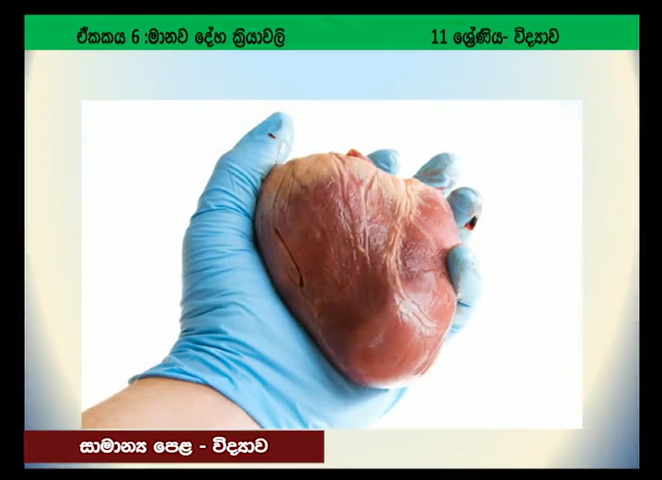 ඒකකය 6 :මානව දේහ ක්‍රියාවලි
11 ශ්‍රේණිය- විද්‍යාව
සාමාන්‍ය පෙළ - විද්‍යාව